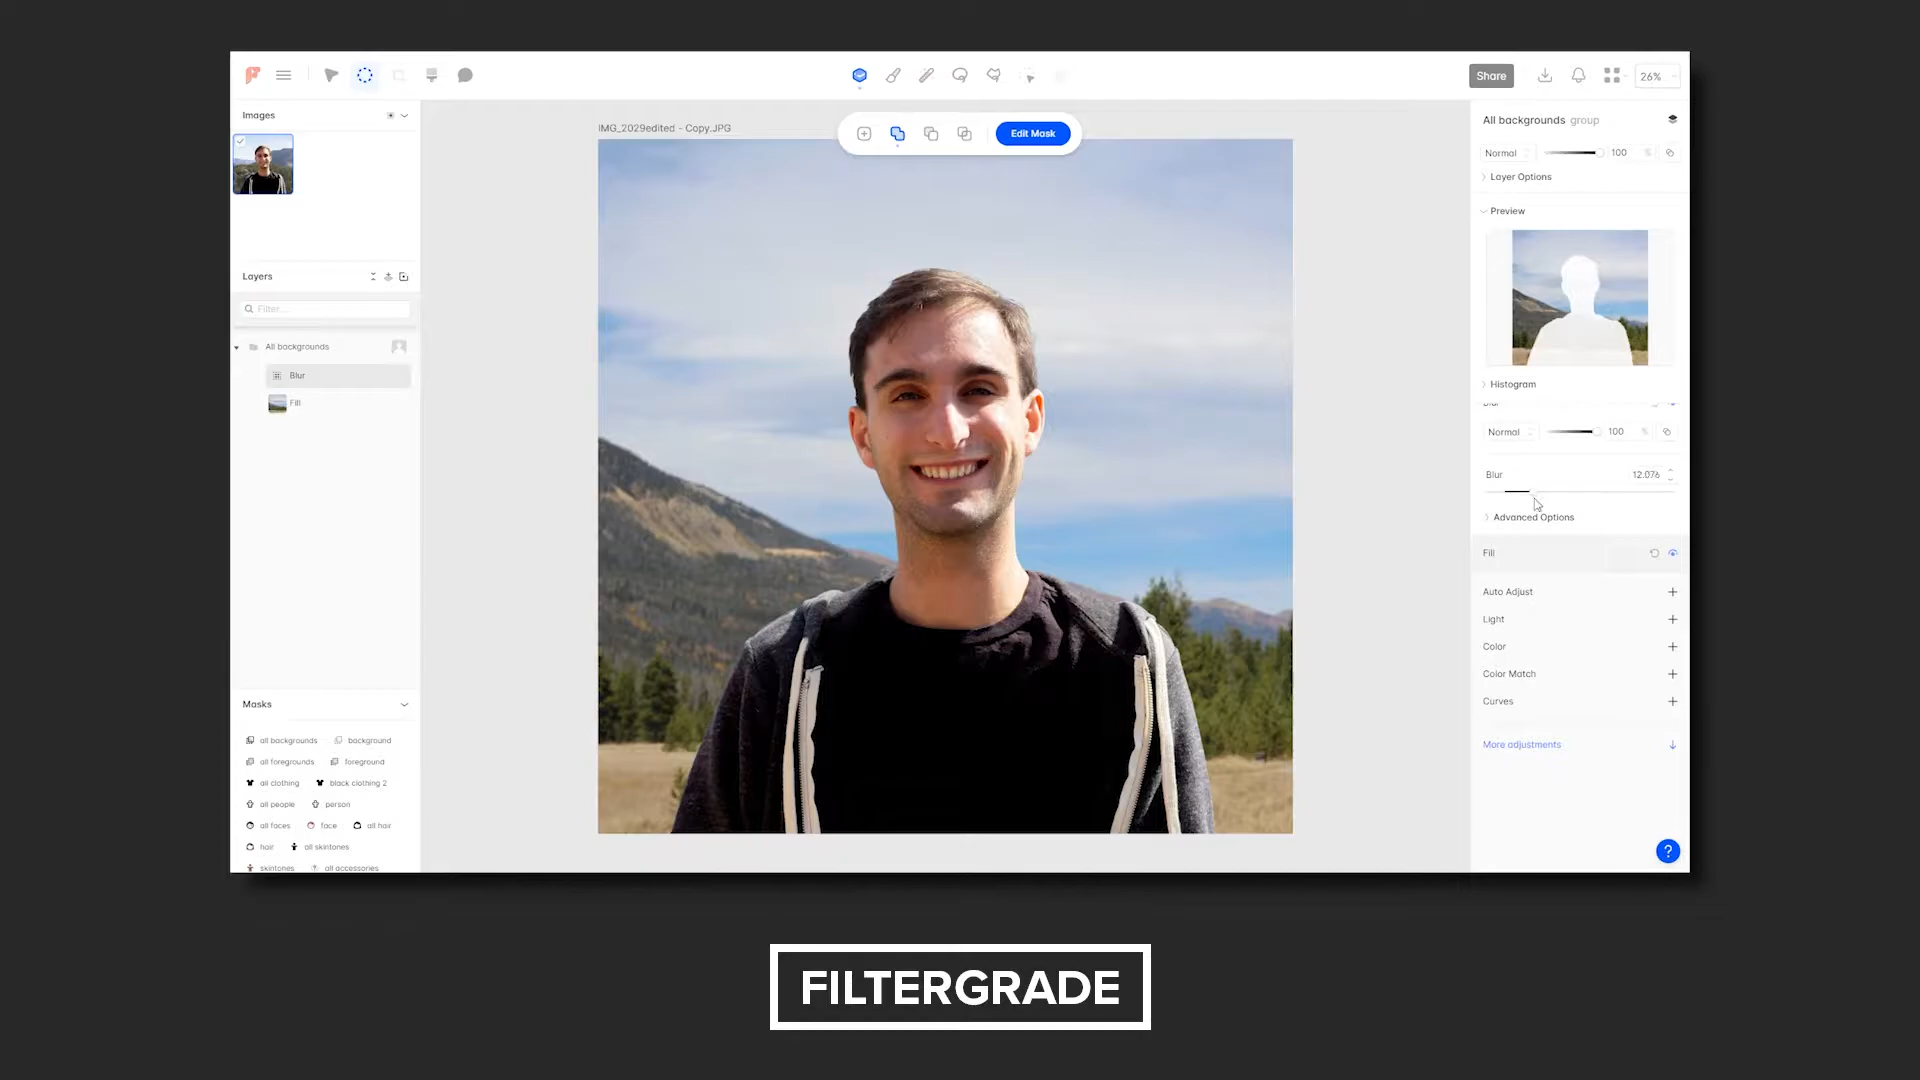 Share
26%
Images
IMG_2029edited - Copy.JPG
Edit Mask
All backgrounds group
Normal 100 %
Layer Options
Preview
Layers
Filter...
All backgrounds
Blur
Fill
Histogram
Blur
Normal 100 %
Blur 12.076
Advanced Options
Fill
Auto Adjust
Light
Color
Color Match
Curves
More adjustments
Masks
all backgrounds background
all foregrounds foreground
all clothing black clothing 2
all people person
all faces face all hair
hair all skintones
skintones all accessories
?
FILTERGRADE